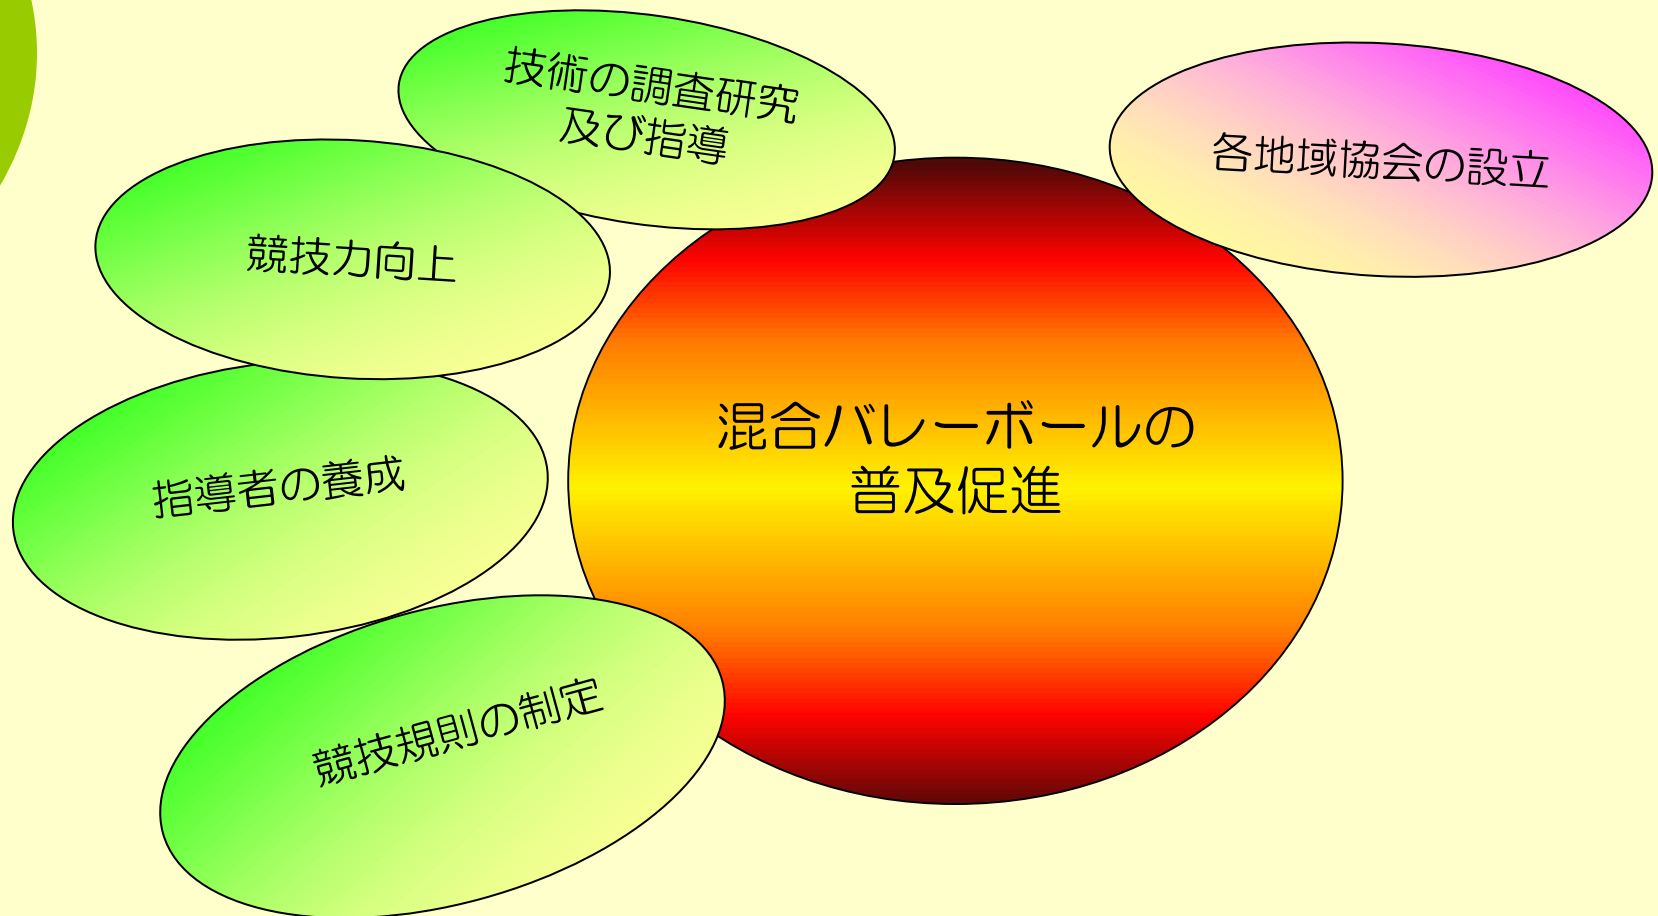 技術の調査研究
及び指導
各地域協会の設立
競技力向上
混合バレーボールの
普及促進
指導者の養成
競技規則の制定